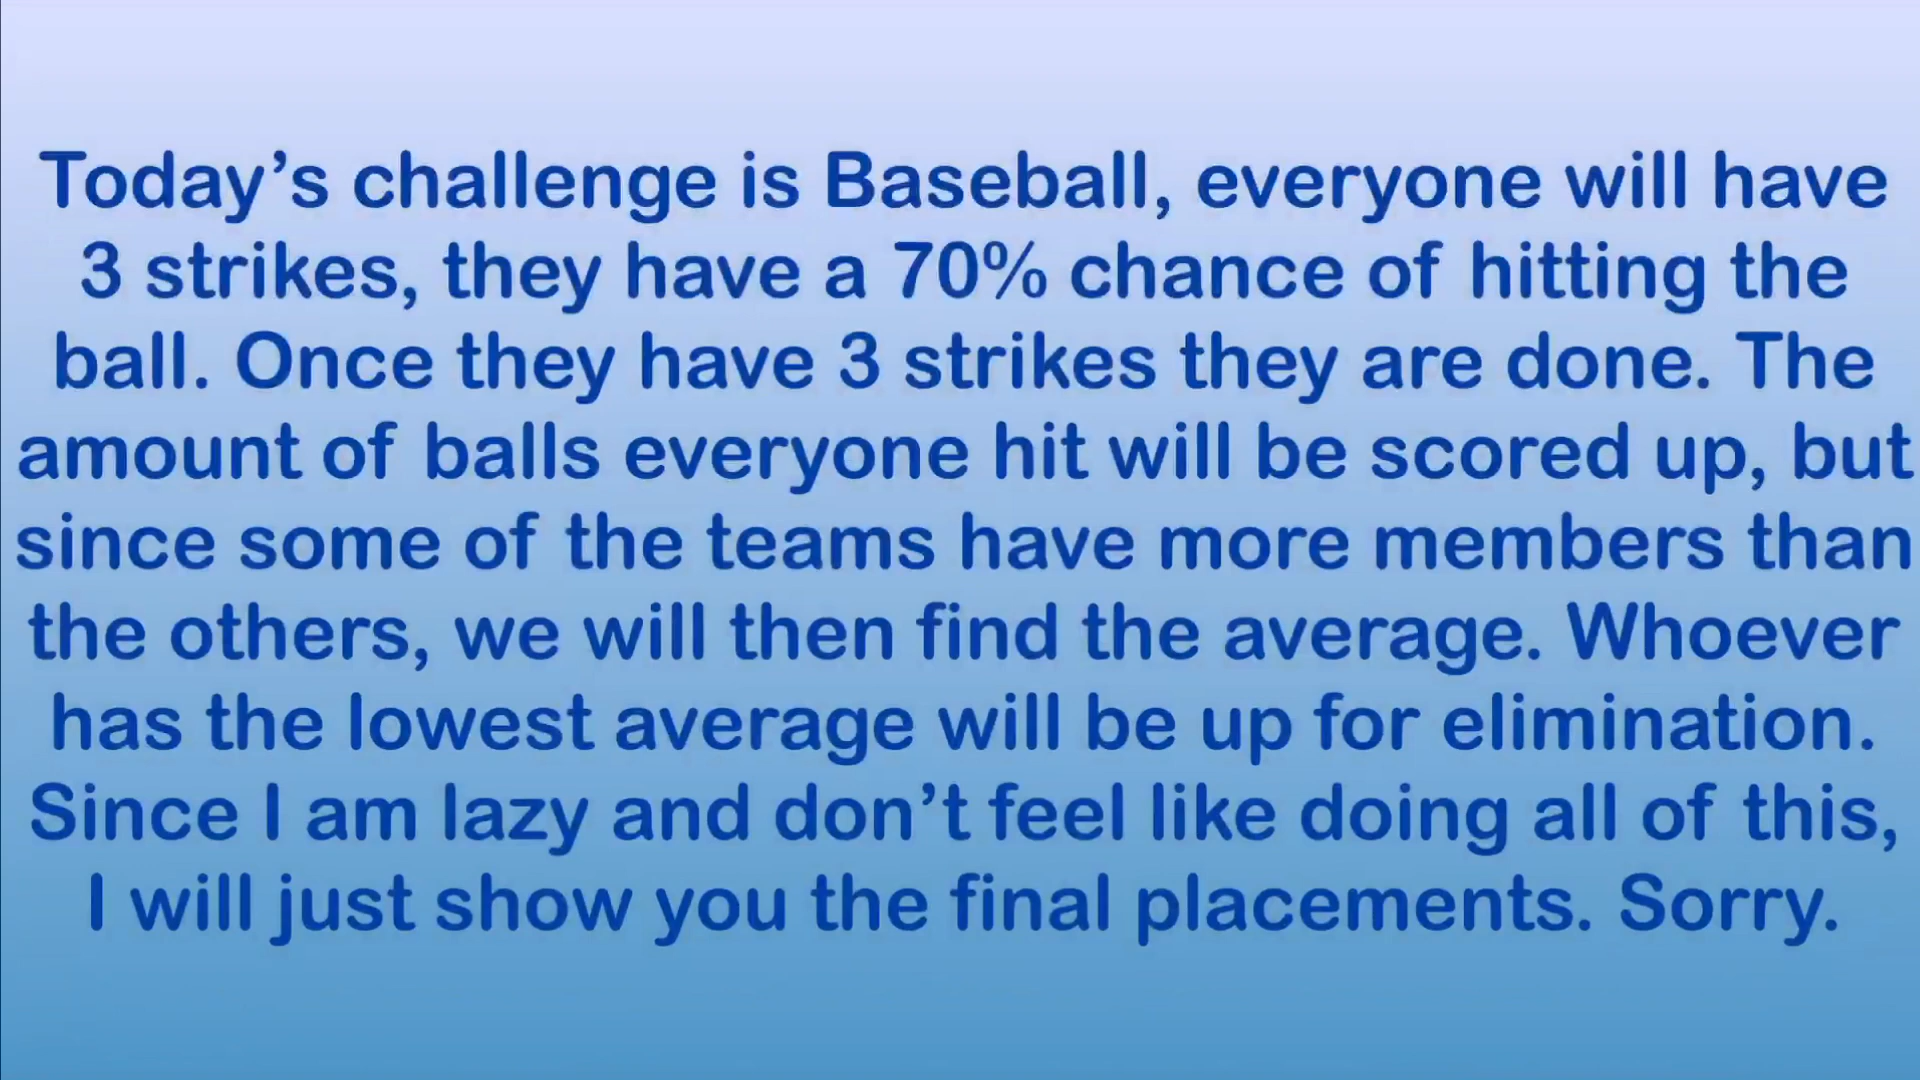 Today’s challenge is Baseball, everyone will have
3 strikes, they have a 70% chance of hitting the
ball. Once they have 3 strikes they are done. The
amount of balls everyone hit will be scored up, but
since some of the teams have more members than
the others, we will then find the average. Whoever
has the lowest average will be up for elimination.
Since I am lazy and don’t feel like doing all of this,
I will just show you the final placements. Sorry.